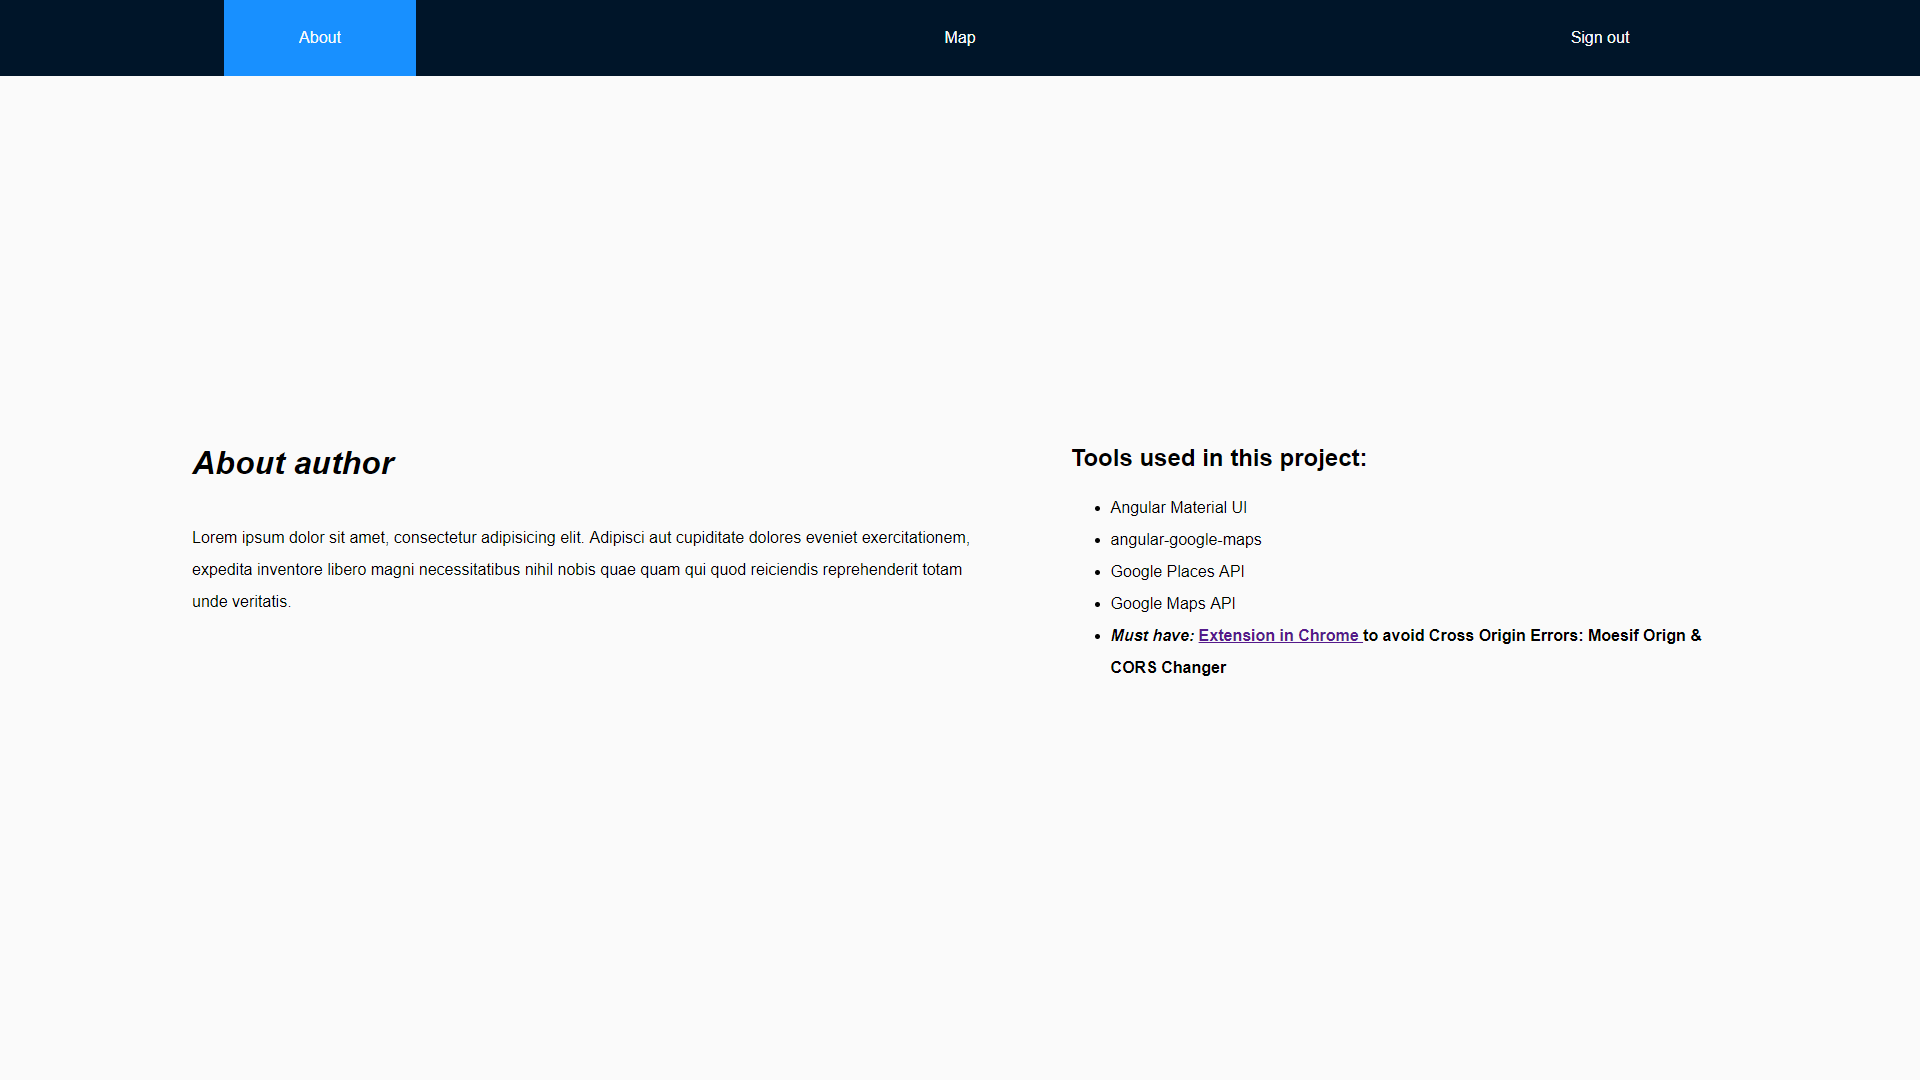 About
Map
Sign out
About author
Lorem ipsum dolor sit amet, consectetur adipisicing elit. Adipisci aut cupiditate dolores eveniet exercitationem,
expedita inventore libero magni necessitatibus nihil nobis quae quam qui quod reiciendis reprehenderit totam
unde veritatis.
Tools used in this project:
Angular Material UI
angular-google-maps
Google Places API
Google Maps API
Must have: Extension in Chrome to avoid Cross Origin Errors: Moesif Orign &
CORS Changer